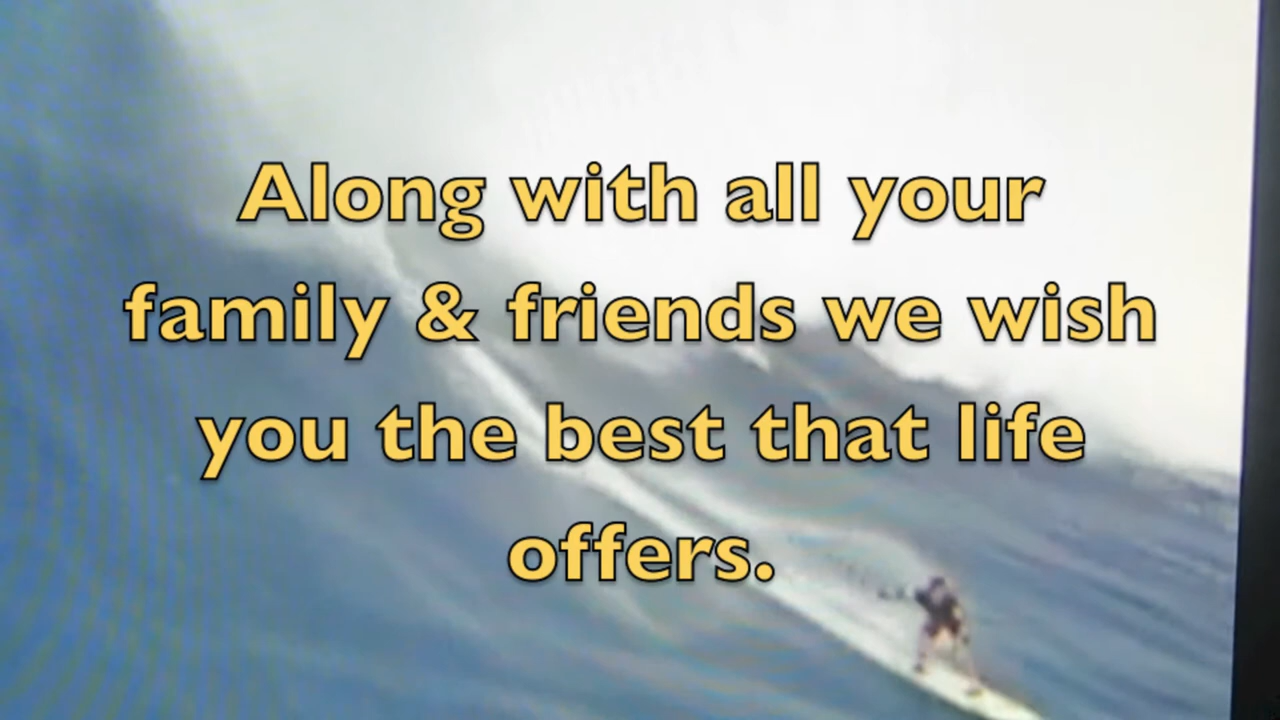 Along with all your
family & friends we wish
you the best that life
offers.